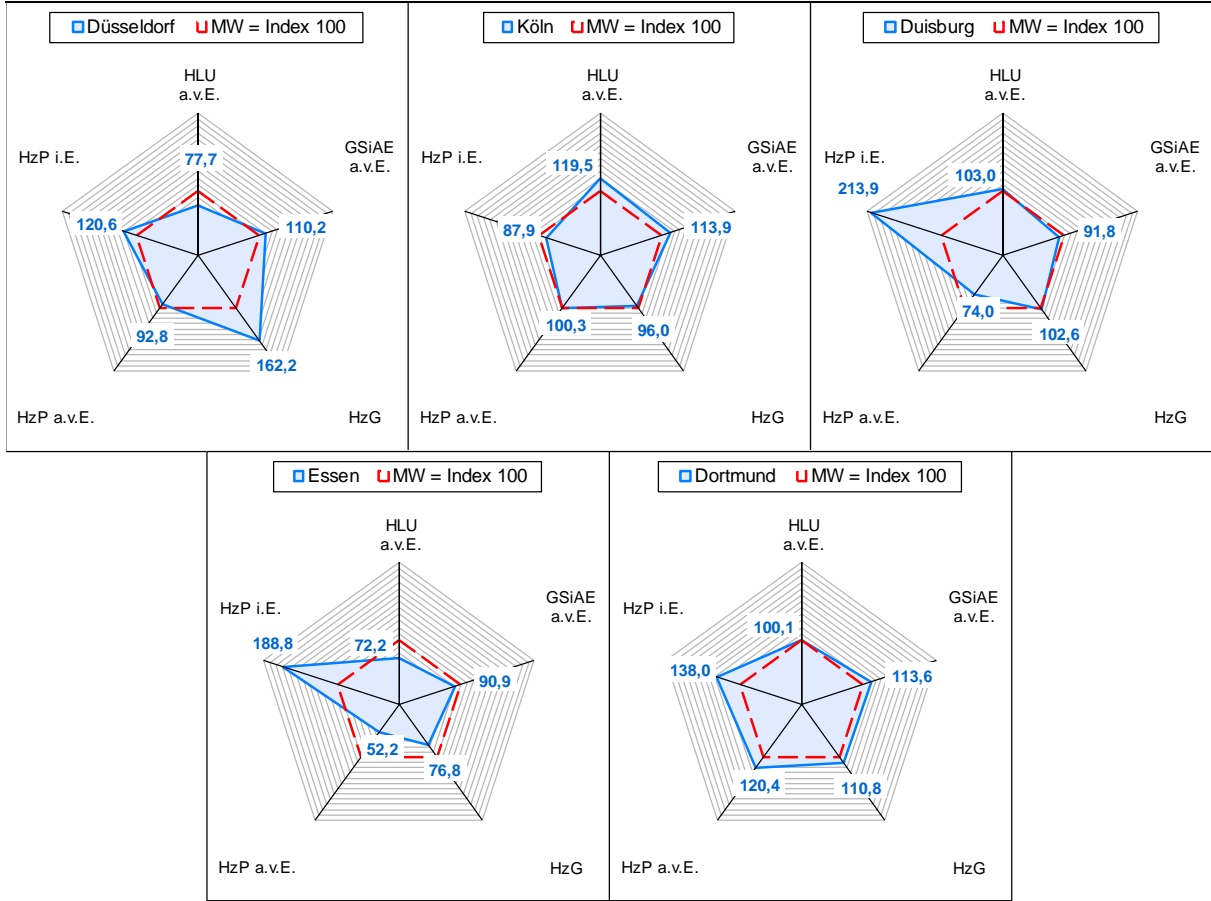 Düsseldorf MW = Index 100
HLU
a.v.E.
77,7
GSiAE
a.v.E.
HzP i.E.
120,6
110,2
92,8
162,2
HzP a.v.E.
HzG
Köln MW = Index 100
HLU
a.v.E.
119,5
GSiAE
a.v.E.
HzP i.E.
87,9
113,9
100,3
96,0
HzP a.v.E.
HzG
Duisburg MW = Index 100
HLU
a.v.E.
103,0
GSiAE
a.v.E.
HzP i.E.
213,9
91,8
74,0
102,6
HzP a.v.E.
HzG
Essen MW = Index 100
HLU
a.v.E.
72,2
GSiAE
a.v.E.
HzP i.E.
188,8
90,9
52,2
76,8
HzP a.v.E.
HzG
Dortmund MW = Index 100
HLU
a.v.E.
100,1
GSiAE
a.v.E.
HzP i.E.
138,0
113,6
120,4
110,8
HzP a.v.E.
HzG